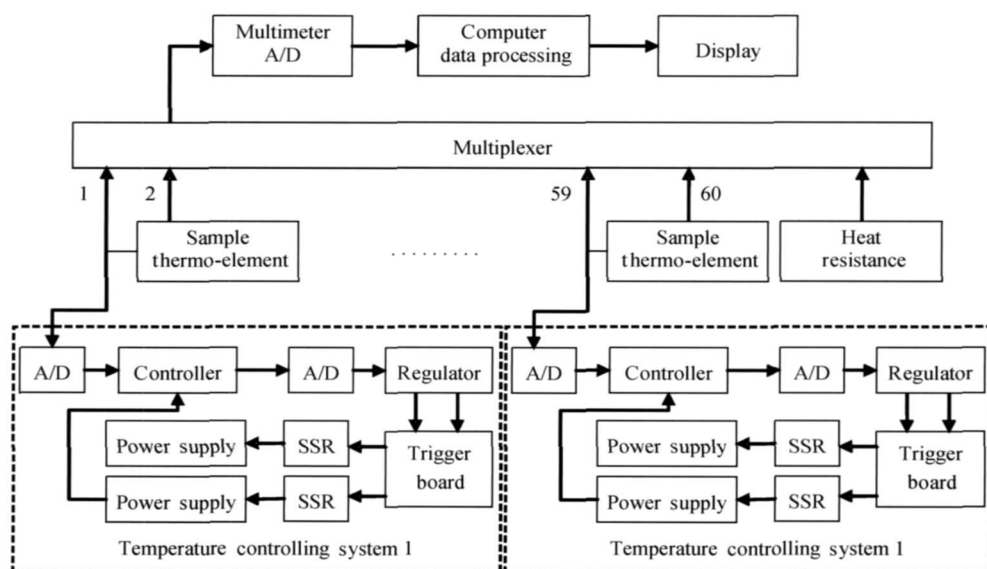 Multimeter
A/D
Computer
data processing
Display
Multiplexer
1
2
59
60
Sample
thermo-element
.........
Sample
thermo-element
Heat
resistance
A/D
Controller
A/D
Regulator
Power supply
SSR
Trigger
board
Power supply
SSR
Temperature controlling system 1
A/D
Controller
A/D
Regulator
Power supply
SSR
Trigger
board
Power supply
SSR
Temperature controlling system 1